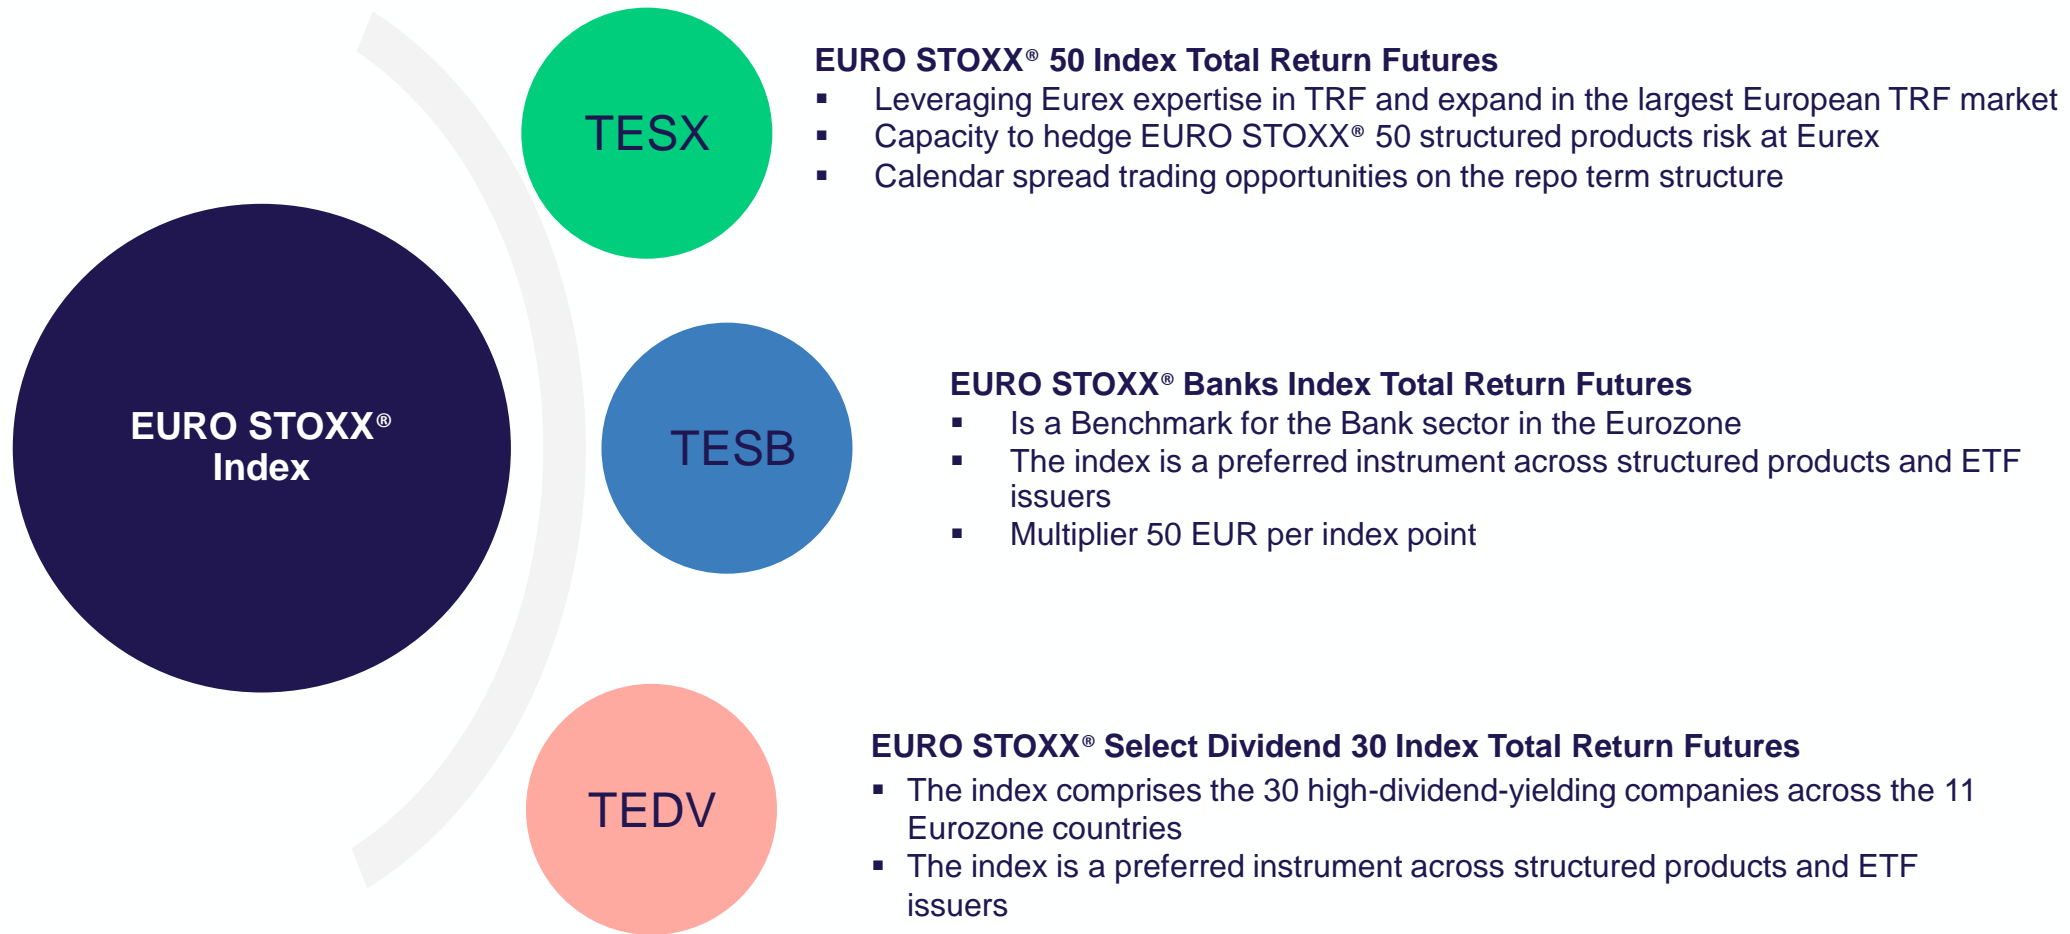 EURO STOXX®
Index
TESX
EURO STOXX® 50 Index Total Return Futures
▪ Leveraging Eurex expertise in TRF and expand in the largest European TRF market
▪ Capacity to hedge EURO STOXX® 50 structured products risk at Eurex
▪ Calendar spread trading opportunities on the repo term structure
TESB
EURO STOXX® Banks Index Total Return Futures
▪ Is a Benchmark for the Bank sector in the Eurozone
▪ The index is a preferred instrument across structured products and ETF
issuers
▪ Multiplier 50 EUR per index point
TEDV
EURO STOXX® Select Dividend 30 Index Total Return Futures
▪ The index comprises the 30 high-dividend-yielding companies across the 11
Eurozone countries
▪ The index is a preferred instrument across structured products and ETF
issuers